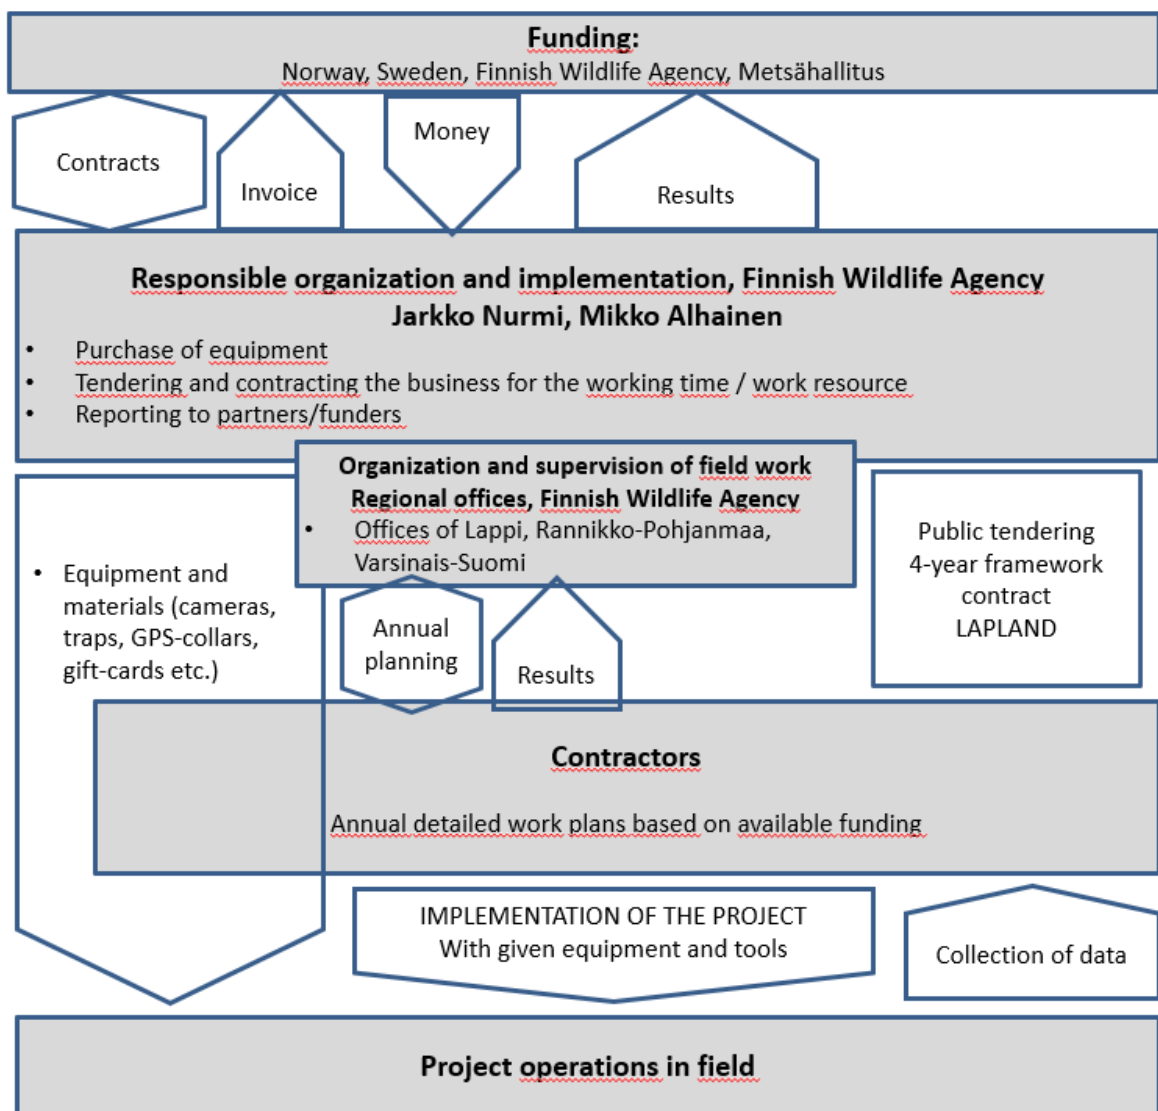 Funding:
Norway, Sweden, Finnish Wildlife Agency, Metsähallitus
Contracts
Invoice
Money
Results
Responsible organization and implementation, Finnish Wildlife Agency
Jarkko Nurmi, Mikko Alhainen
• Purchase of equipment
• Tendering and contracting the business for the working time / work resource
• Reporting to partners/funders
Organization and supervision of field work
Regional offices, Finnish Wildlife Agency
• Offices of Lappi, Rannikko-Pohjanmaa,
Varsinais-Suomi
• Equipment and
materials (cameras,
traps, GPS-collars,
gift-cards etc.)
Annual
planning
Results
Public tendering
4-year framework
contract
LAPLAND
Contractors
Annual detailed work plans based on available funding
IMPLEMENTATION OF THE PROJECT
With given equipment and tools
Collection of data
Project operations in field